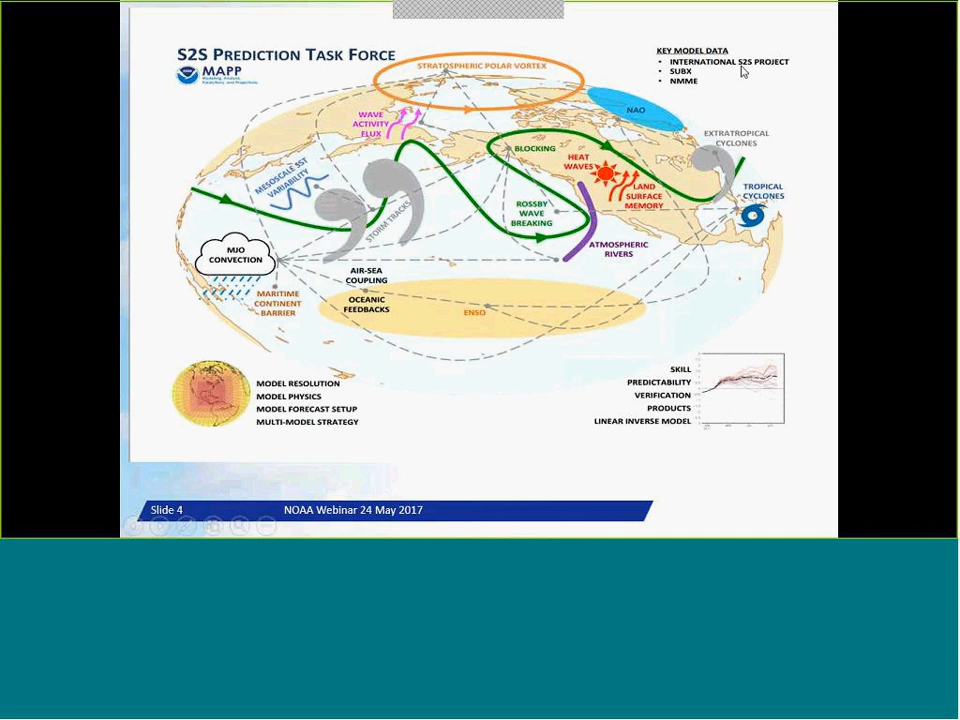 S2S PREDICTION TASK FORCE
MAPP
KEY MODEL DATA
• INTERNATIONAL S2S PROJECT
• SUBX
• NMME
STRATOSPHERIC POLAR VORTEX
WAVE
ACTIVITY
FLUX
NAO
EXTRATROPICAL
CYCLONES
BLOCKING
HEAT
WAVES
MESOSCALE SST
VARIABILITY
LAND
SURFACE
MEMORY
TROPICAL
CYCLONES
STORM TRACKS
ROSSBY
WAVE
BREAKING
ATMOSPHERIC
RIVERS
MJO
CONVECTION
AIR-SEA
COUPLING
MARITIME
CONTINENT
BARRIER
OCEANIC
FEEDBACKS
ENSO
MODEL RESOLUTION
MODEL PHYSICS
MODEL FORECAST SETUP
MULTI-MODEL STRATEGY
SKILL
PREDICTABILITY
VERIFICATION
PRODUCTS
LINEAR INVERSE MODEL
Slide 4
NOAA Webinar 24 May 2017